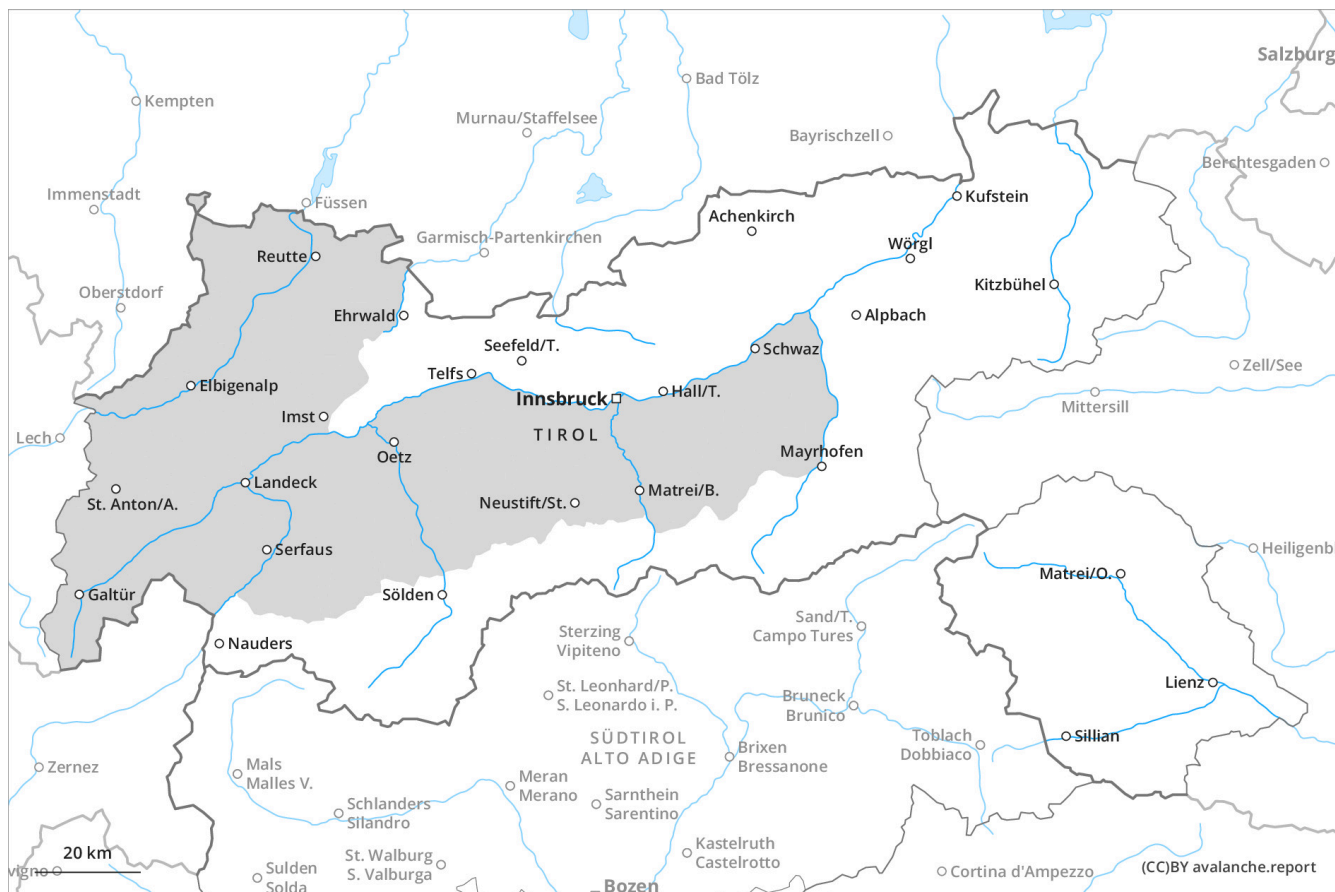 Salzburg
Bad Tölz
Kempten
Murnau/Staffelsee
Bayrischzell
Berchtesgaden
Immenstadt
Füssen
Kufstein
Achenkirch
Garmisch-Partenkirchen
Wörgl
Reutte
Kitzbühel
Oberstdorf
Ehrwald
Alpbach
Seefeld/T.
Schwaz
Zell/See
Telfs
Elbigenalp
Innsbruck
Hall/T.
Mittersill
Imst
Lech
TIROL
Oetz
Mayrhofen
Landeck
St. Anton/A.
Neustift/St.
Matrei/B.
Serfaus
Heiligenb
Matrei/O.
Galtür
Sölden
Sand/T.
Campo Tures
Nauders
Sterzing
Vipiteno
Lienz
St. Leonhard/P.
S. Leonardo i. P.
Bruneck
Brunico
SÜDTIROL
ALTO ADIGE
Sillian
Toblach
Dobbiaco
Brixen
Bressanone
Zernez
Mals
Malles V.
Meran
Merano
Schlanders
Silandro
Sarnthein
Sarentino
Kastelruth
Castelrotto
20 km
St. Walburg
S. Valburga
vigno
Sulden
Solda
Cortina d'Ampezzo
(CC)BY avalanche.report
Bozen